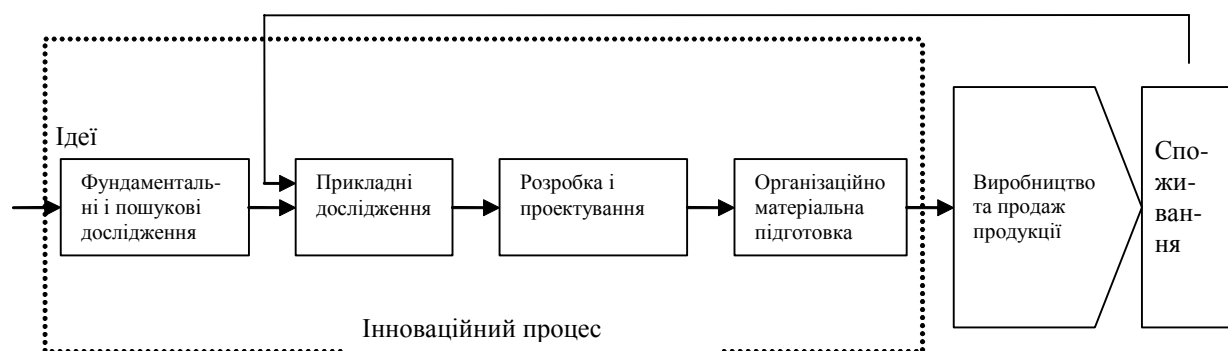 Ідеї
Фундаменталь-
ні і пошукові
дослідження
Прикладні
дослідження
Розробка і
проектування
Організаційно
матеріальна
підготовка
Виробництво
та продаж
продукції
Спо-
жи-
ван-
ня
Інноваційний процес